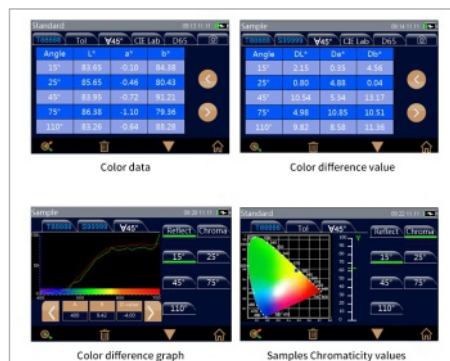 Standard
Sample
Tol ∀45° CIE Lab D65
∀45° CIE Lab D65
Angle L* a* b*
15° 83.65 -0.10 84.38
25° 85.65 -0.46 80.43
45° 83.95 -0.72 91.21
75° 86.38 -1.10 79.36
110° 83.26 -0.64 88.28
Angle DL* Da* Db*
15° 2.15 0.35 4.56
25° 0.80 4.88 0.04
45° 10.54 5.34 13.17
75° 4.98 10.85 10.51
110° 9.82 8.58 11.36
Color data
Color difference value
Sample
∀45°
Reflect Chroma
15° 25°
45° 75°
110°
Standard
Tol ∀45°
Reflect Chroma
15° 25°
45° 75°
110°
Color difference graph
Samples Chromaticity values